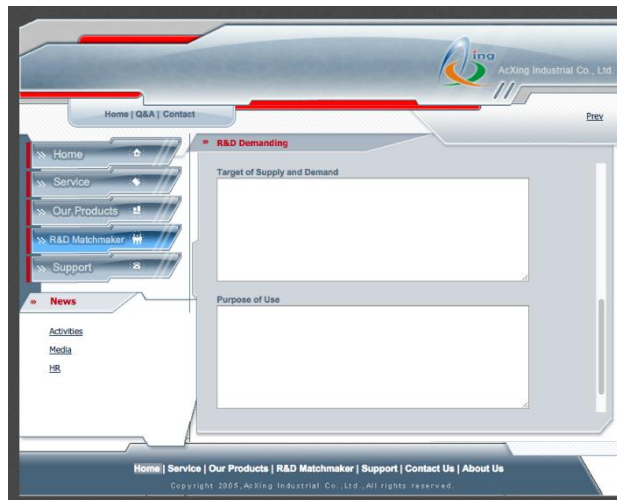 ing
AcXing Industrial Co., Ltd.
Home | Q&A | Contact
Prev
Home
Service
Our Products
R&D Matchmaker
Support
News
Activities
Media
HR
R&D Demanding
Target of Supply and Demand
Purpose of Use
Home | Service | Our Products | R&D Matchmaker | Support | Contact Us | About Us
Copyright 2005,AcXing Industrial Co.,Ltd.,All rights reserved.